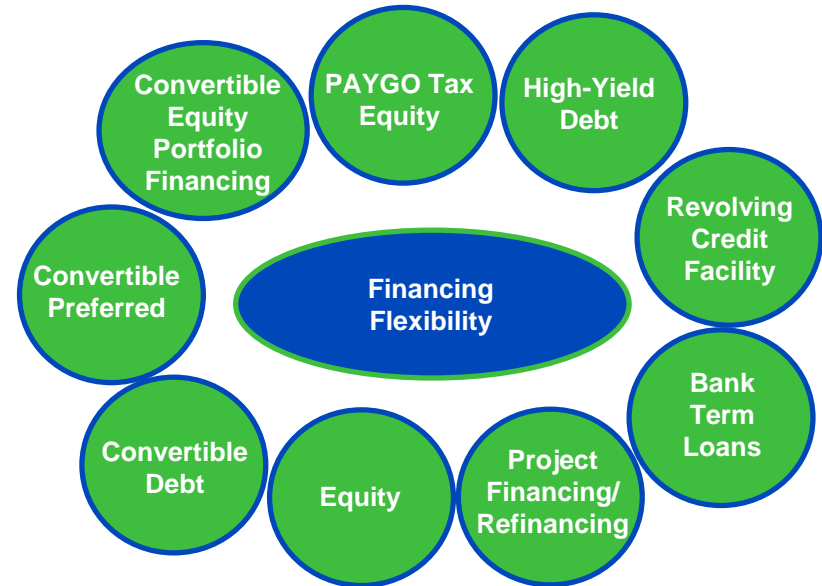 Convertible
Equity
Portfolio
Financing
PAYGO Tax
Equity
High-Yield
Debt
Revolving
Credit
Facility
Convertible
Preferred
Financing
Flexibility
Bank
Term
Loans
Convertible
Debt
Equity
Project
Financing/
Refinancing